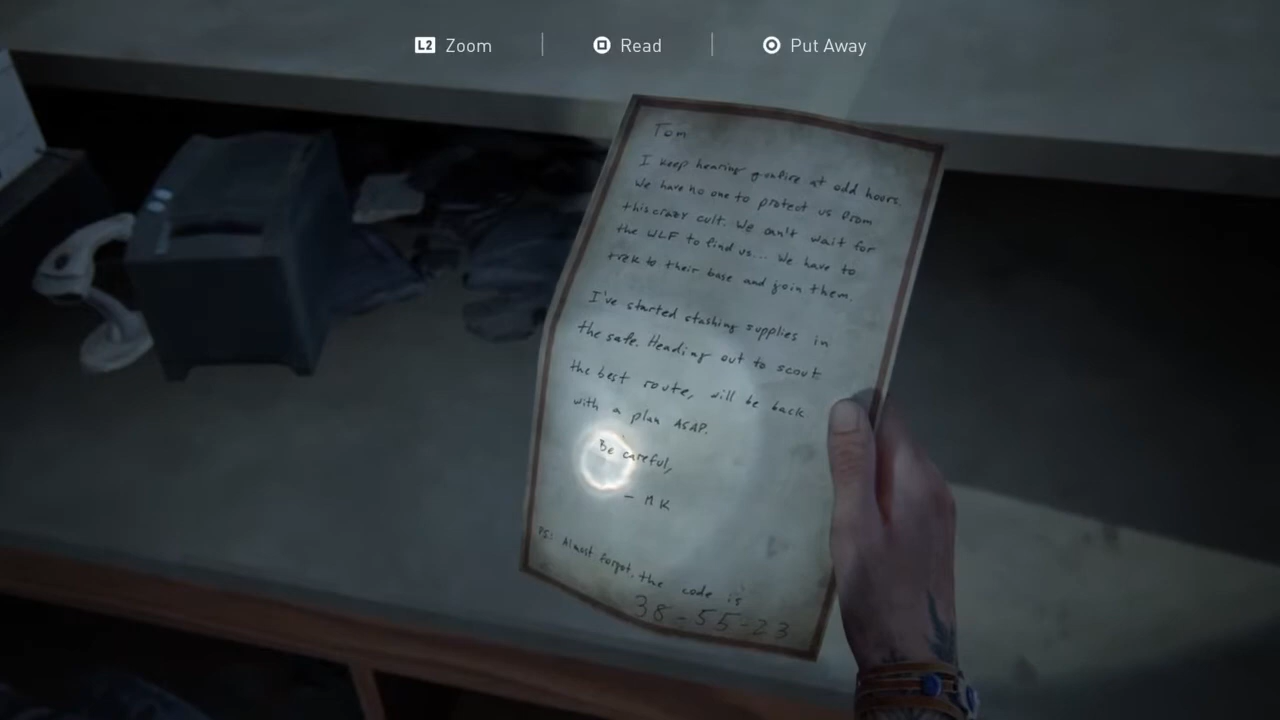 L2 Zoom Read Put Away
Tom
I keep hearing gunfire at odd hours.
We have no one to protect us from
this crazy cult. We can't wait for
the WLF to find us... We have to
trek to their base and join them.
I've started stashing supplies in
the safe. Heading out to scout
the best route, will be back
with a plan ASAP.
Be careful,
- MK
PS: Almost forgot, the code is
38-55-23